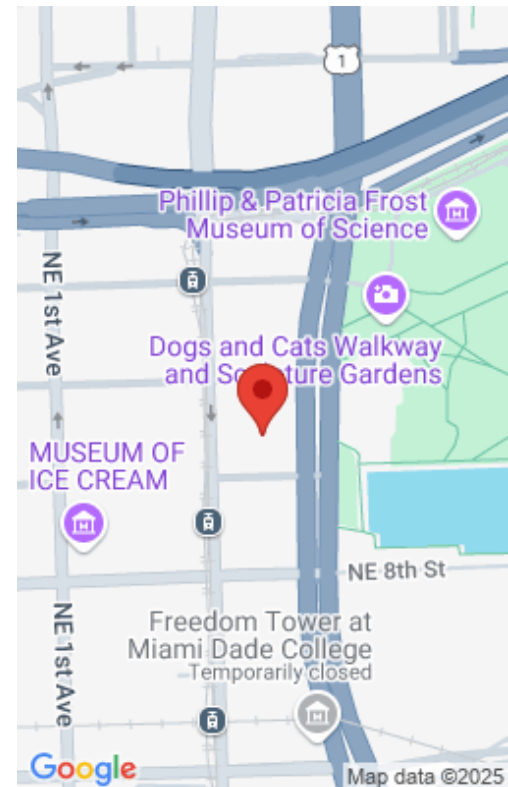 1
Phillip & Patricia Frost
Museum of Science
NE 1st Ave
Dogs and Cats Walkway
and Sculpture Gardens
MUSEUM OF
ICE CREAM
NE 8th St
NE 1st Ave
Freedom Tower at
Miami Dade College
Temporarily closed
Google
Map data ©2025